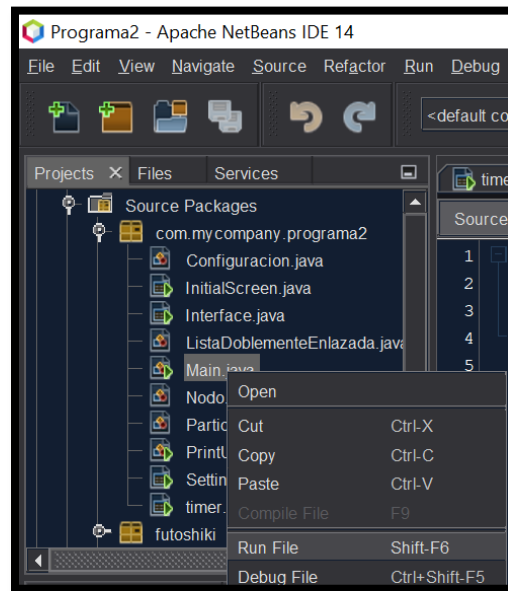 Programa2 - Apache NetBeans IDE 14
File Edit View Navigate Source Refactor Run Debug
<default co
Projects Files Services
time
Source Packages
Source
com.mycompany.programa2
1
Configuracion.java
2
InitialScreen.java
3
Interface.java
4
ListaDoblementeEnlazada.java
5
Main.java
Open
Nodo.
Cut Ctrl-X
Partic
PrintU
Copy Ctrl-C
Settin
Paste Ctrl-V
timer.
Compile File F9
futoshiki
Run File Shift-F6
Debug File Ctrl+Shift-F5